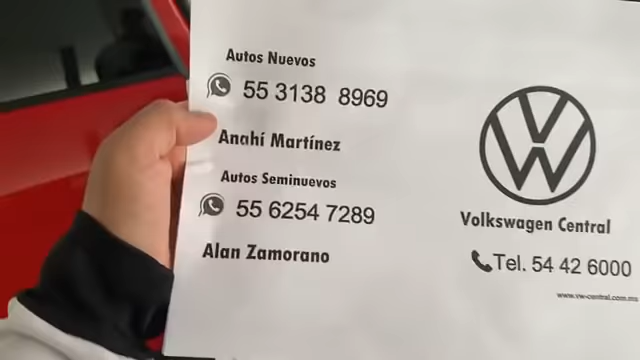 Autos Nuevos
55 3138 8969
Anahí Martínez
Autos Seminuevos
55 6254 7289
Alan Zamorano
VW
Volkswagen Central
Tel. 54 42 6000
www.vw-central.com.mx